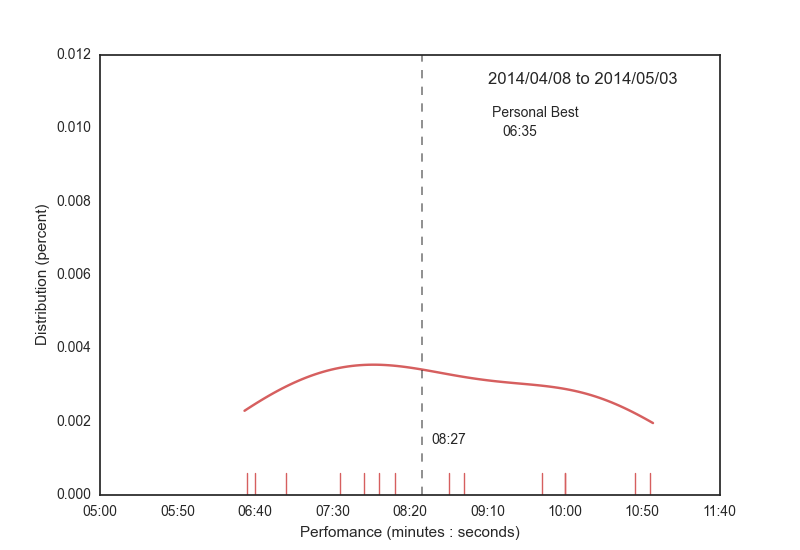 0.012
2014/04/08 to 2014/05/03
Personal Best
06:35
0.010
0.008
0.006
0.004
0.002
0.000
Distribution (percent)
08:27
05:00 05:50 06:40 07:30 08:20 09:10 10:00 10:50 11:40
Perfomance (minutes : seconds)